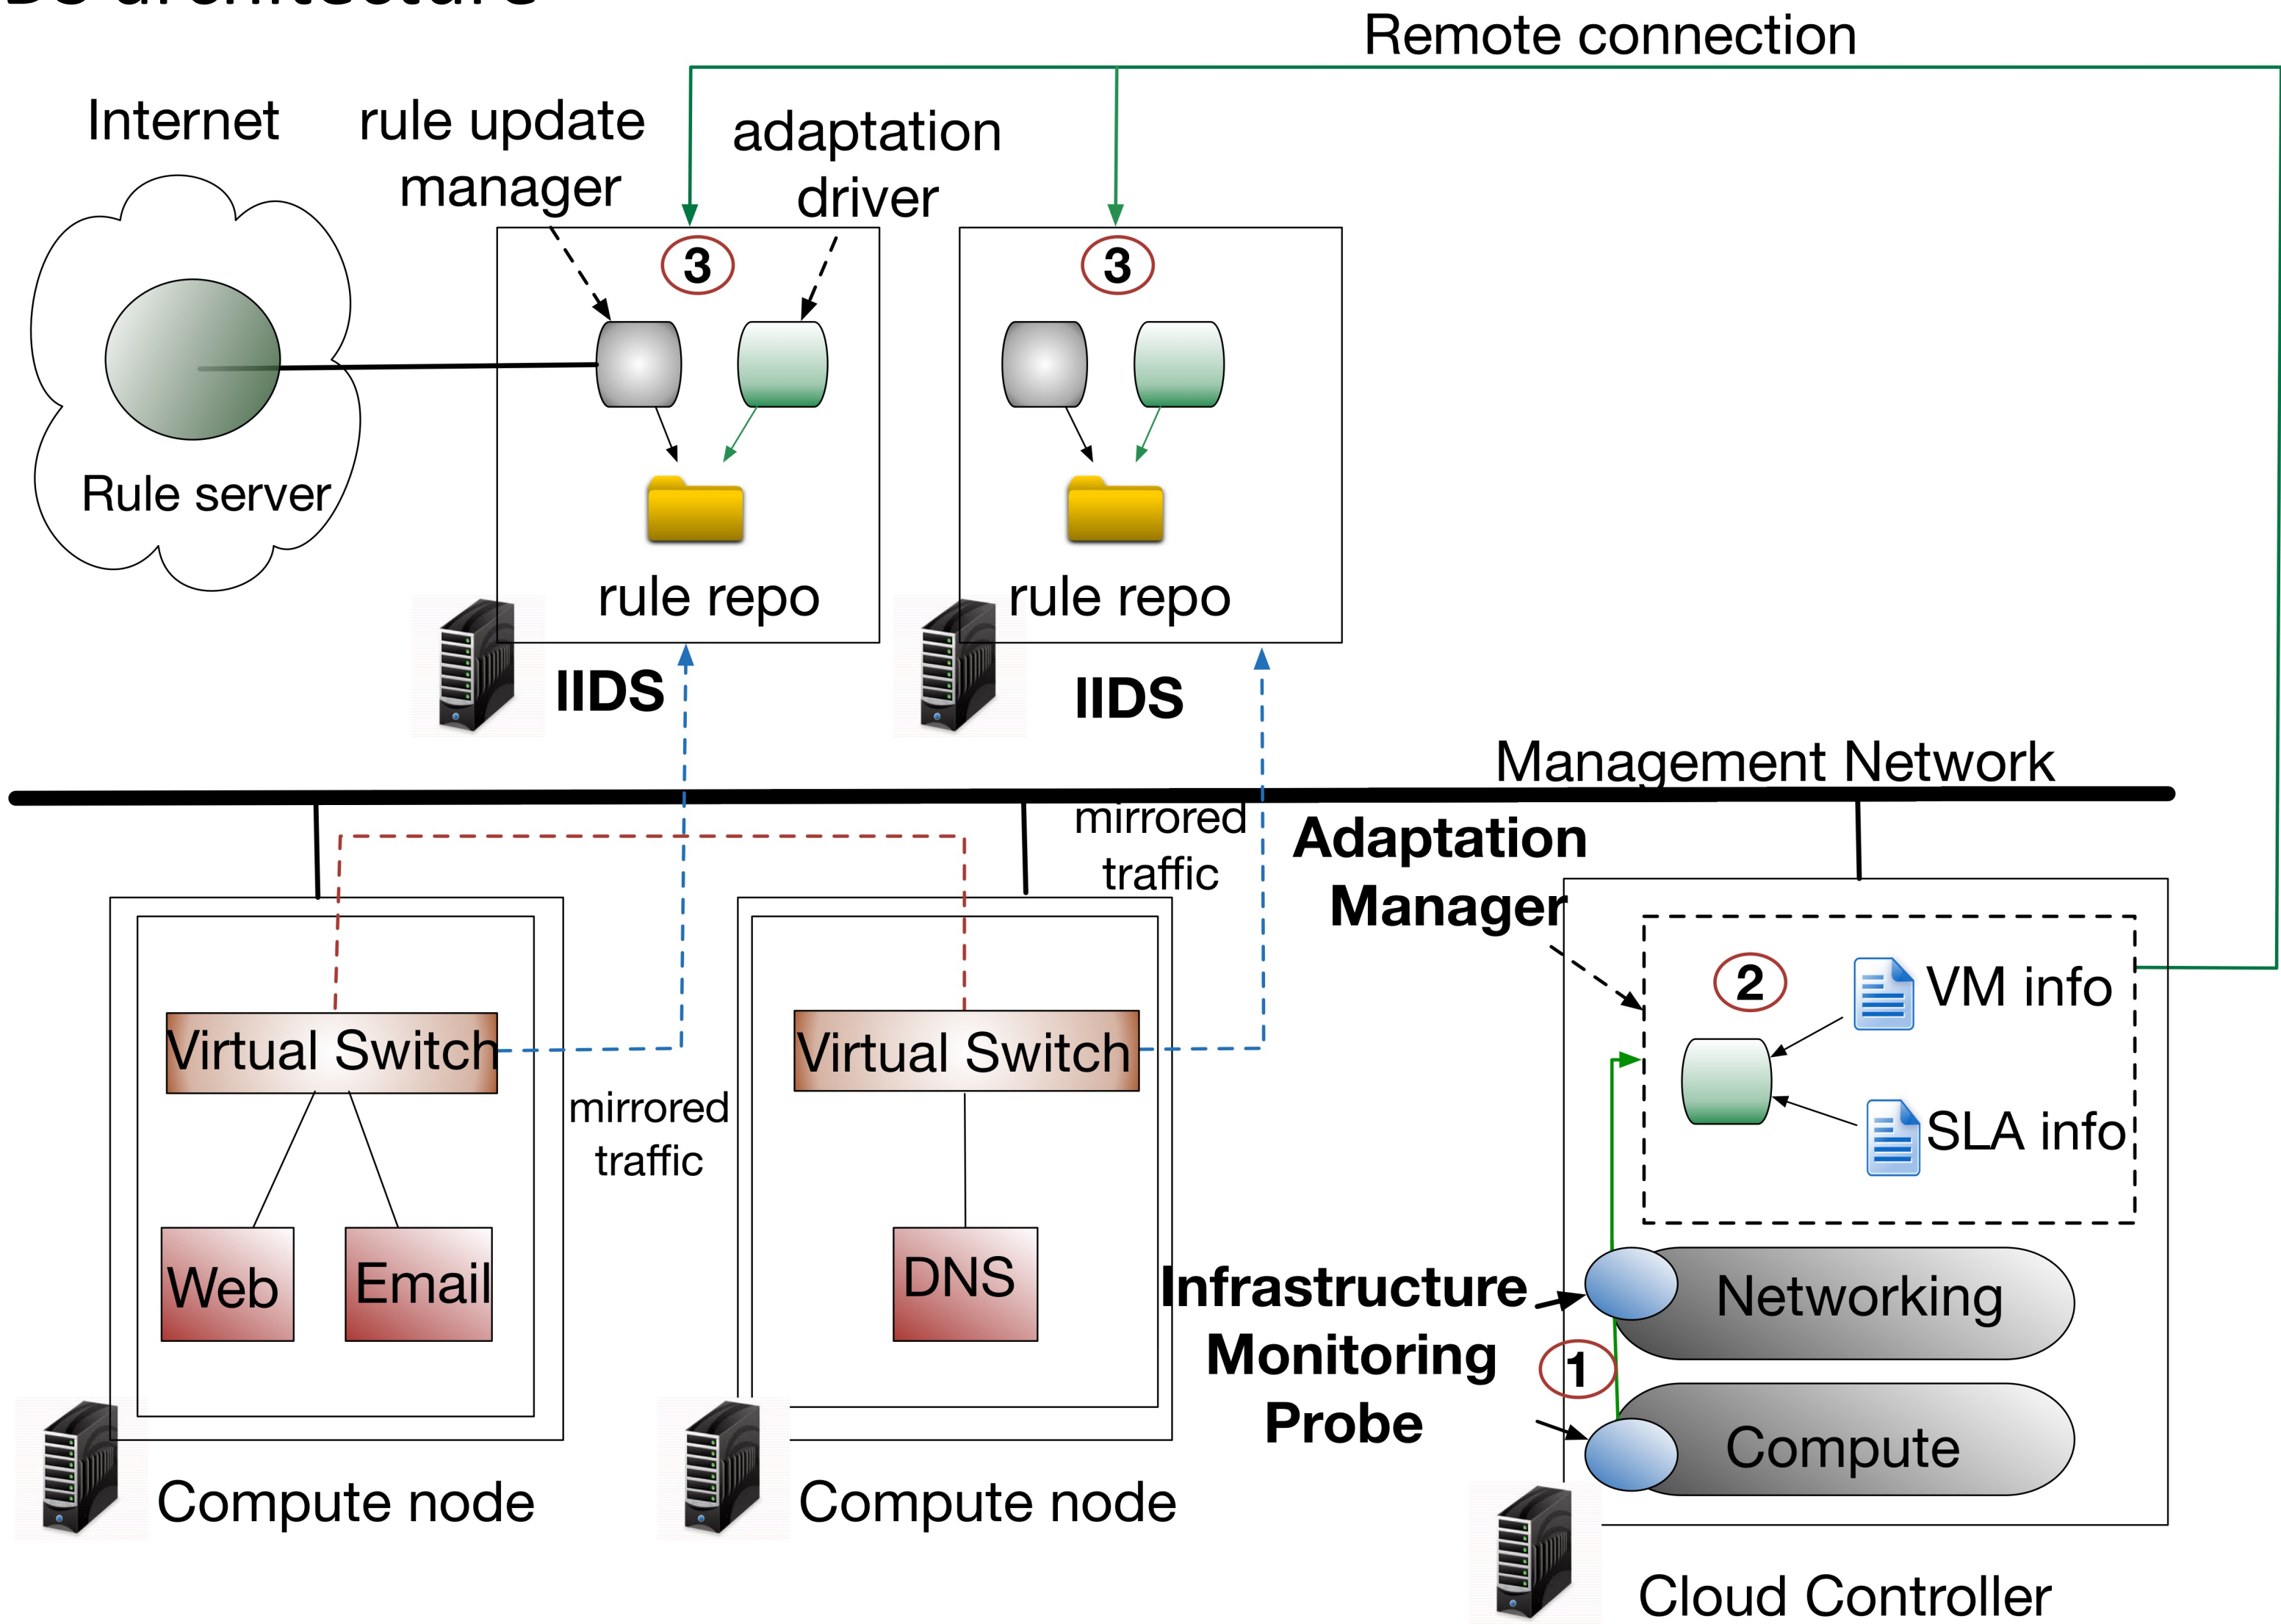 architecture
Remote connection
Internet
rule update
manager
adaptation
driver
3
3
Rule server
rule repo
rule repo
IIDS
IIDS
Management Network
mirrored
traffic
Adaptation
Manager
2
VM info
SLA info
Virtual Switch
Virtual Switch
mirrored
traffic
Web
Email
DNS
Infrastructure
Monitoring
Probe
1
Networking
Compute
Compute node
Compute node
Cloud Controller